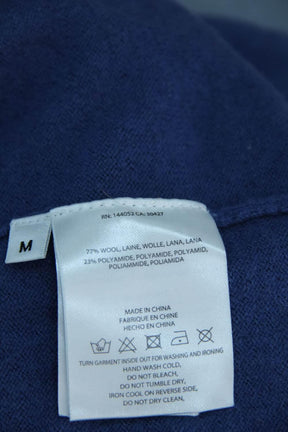 RN: 144052 CA: 30427
M
77% WOOL, LAINE, WOLLE, LANA, LANA
23% POLYAMIDE, POLYAMIDE, POLYAMID,
POLIAMMIDE, POLIAMIDA
MADE IN CHINA
FABRIQUE EN CHINE
HECHO EN CHINA
TURN GARMENT INSIDE OUT FOR WASHING AND IRONING
HAND WASH COLD,
DO NOT BLEACH,
DO NOT TUMBLE DRY,
IRON COOL ON REVERSE SIDE,
DO NOT DRY CLEAN,